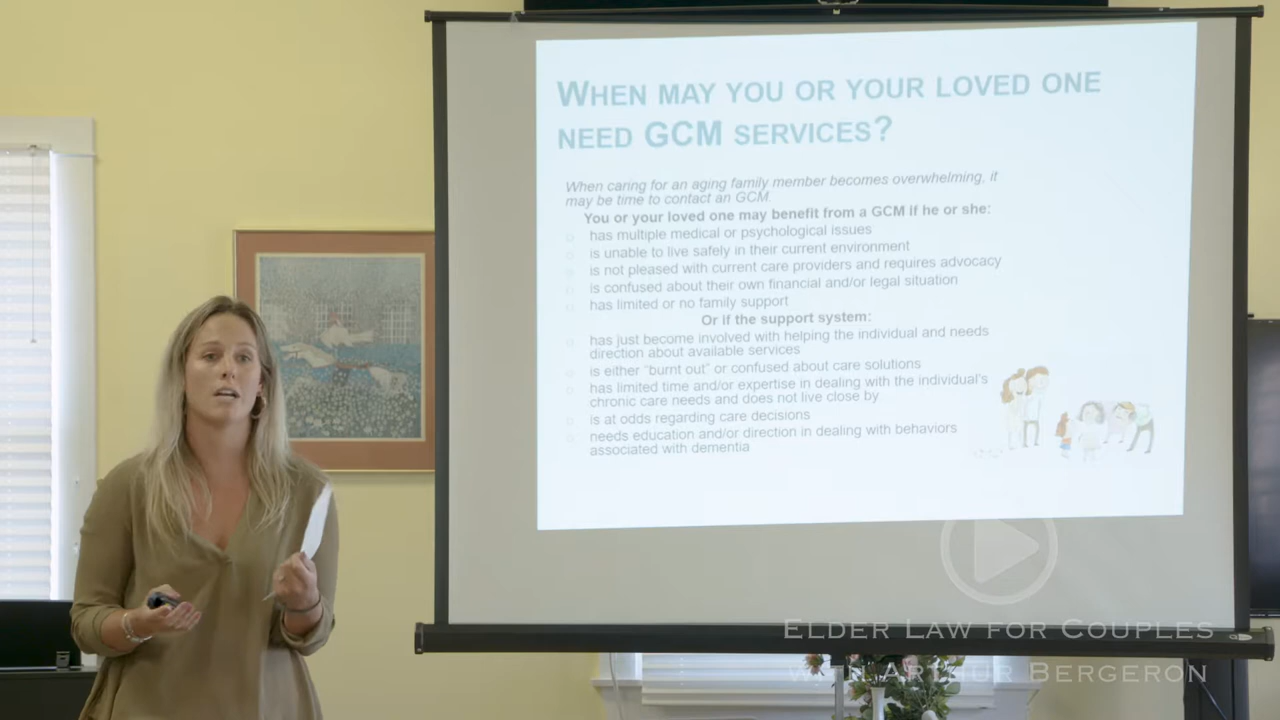 WHEN MAY YOU OR YOUR LOVED ONE
NEED GCM SERVICES?
When caring for an aging family member becomes overwhelming, it
may be time to contact an GCM.
You or your loved one may benefit from a GCM if he or she:
has multiple medical or psychological issues
is unable to live safely in their current environment
is not pleased with current care providers and requires advocacy
is confused about their own financial and/or legal situation
has limited or no family support
Or if the support system:
has just become involved with helping the individual and needs
direction about available services
is either “burnt out” or confused about care solutions
has limited time and/or expertise in dealing with the individual's
chronic care needs and does not live close by
is at odds regarding care decisions
needs education and/or direction in dealing with behaviors
associated with dementia
ELDER LAW FOR COUPLES
WITH ARTHUR BERGERON